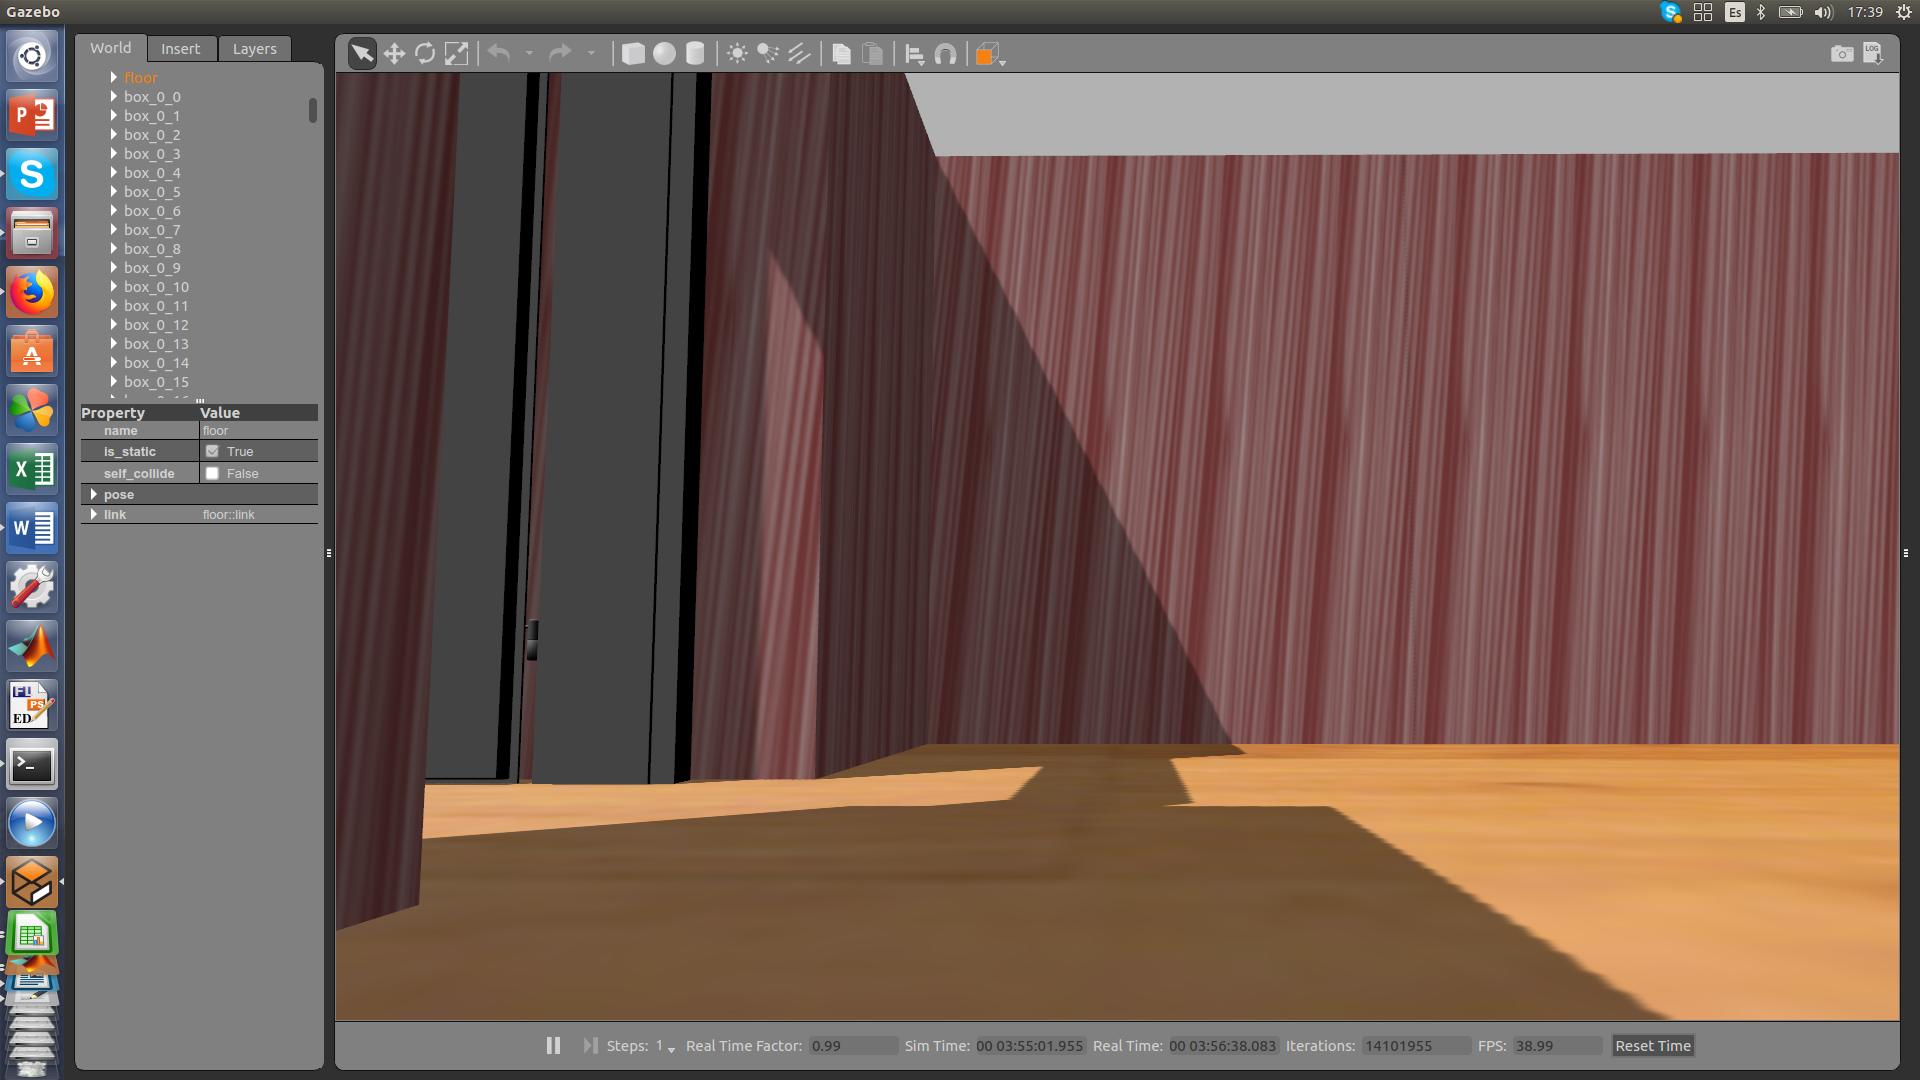 Gazebo
Es
17:39
World
Insert
Layers
LOG
floor
box_0_0
box_0_1
box_0_2
box_0_3
box_0_4
box_0_5
box_0_6
box_0_7
box_0_8
box_0_9
box_0_10
box_0_11
box_0_12
box_0_13
box_0_14
box_0_15
Property Value
name floor
is_static True
self_collide False
pose
link floor::link
Steps: 1 Real Time Factor: 0.99 Sim Time: 00 03:55:01.955 Real Time: 00 03:56:38.083 Iterations: 14101955 FPS: 38.99 Reset Time